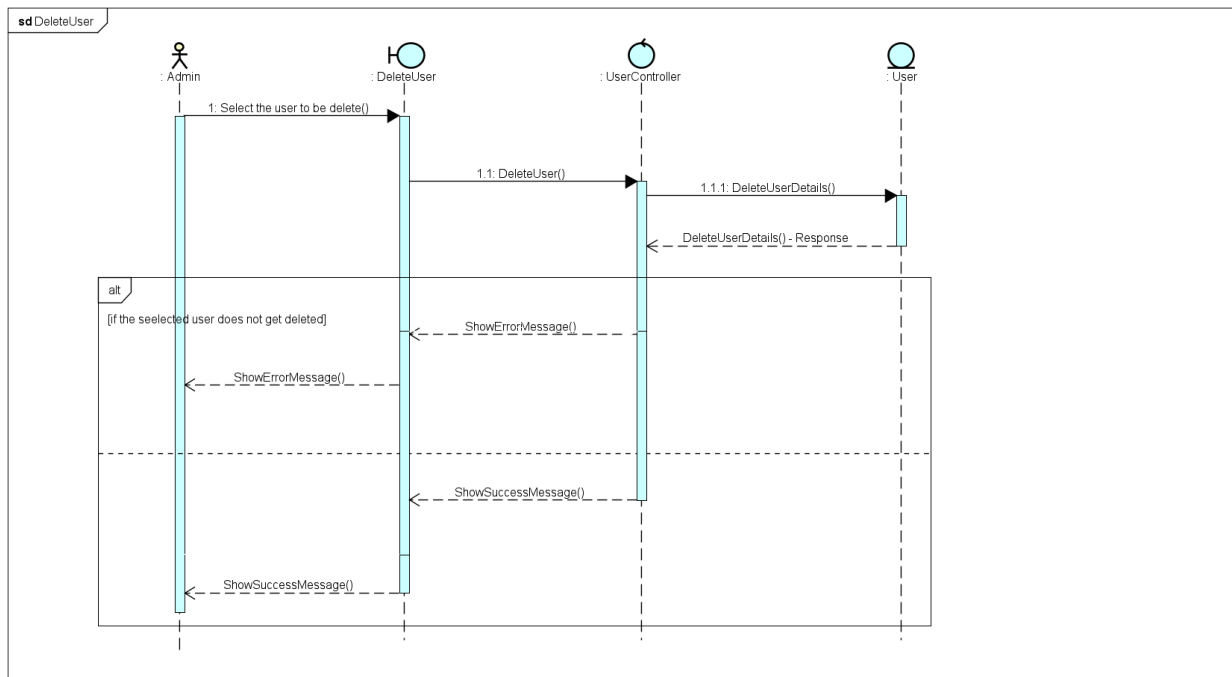 sd DeleteUser
: Admin
: DeleteUser
: UserController
: User
1: Select the user to be delete()
1.1: DeleteUser()
1.1.1: DeleteUserDetails()
DeleteUserDetails() - Response
alt
[if the seelected user does not get deleted]
ShowErrorMessage()
ShowErrorMessage()
ShowSuccessMessage()
ShowSuccessMessage()